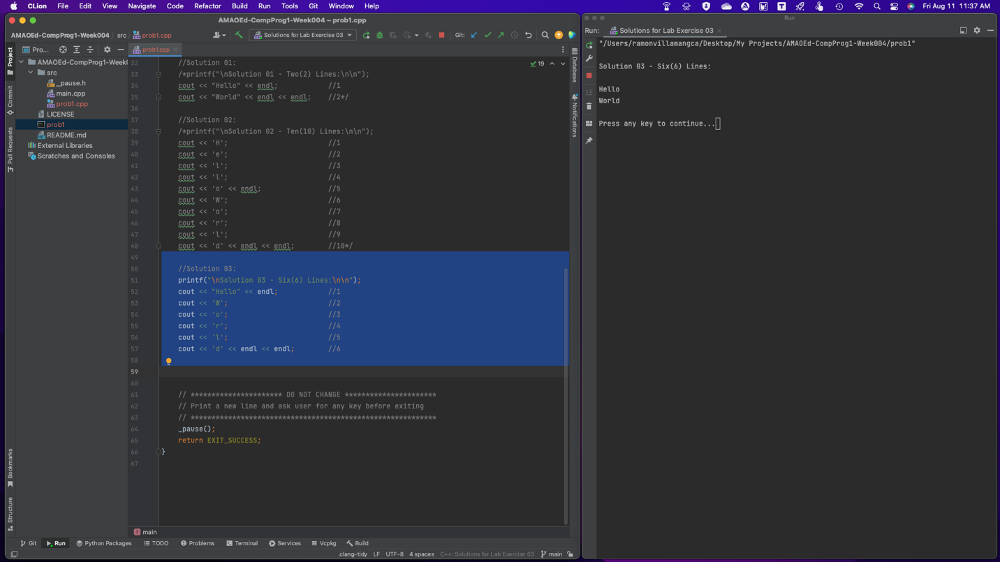 CLion File Edit View Navigate Code Refactor Build Run Tools Git Window Help
Fri Aug 11 11:37 AM
AMAOEd-CompProg1-Week004 – prob1.cpp
AMAOEd-CompProg1-Week004 src prob1.cpp
Solutions for Lab Exercise 03
Git:
Pro...
prob1.cpp
AMAOEd-CompProg1-Week
src
_pause.h
main.cpp
prob1.cpp
LICENSE
prob1
README.md
External Libraries
Scratches and Consoles
Project
Commit
Pull Requests
Bookmarks
Structure
19
32 //Solution 01:
33 /*printf("\nSolution 01 - Two(2) Lines:\n\n");
34 cout << "Hello" << endl; //1
35 cout << "World" << endl << endl; //2*/
36
37 //Solution 02:
38 /*printf("\nSolution 02 - Ten(10) Lines:\n\n");
39 cout << 'H'; //1
40 cout << 'e'; //2
41 cout << 'l'; //3
42 cout << 'l'; //4
43 cout << 'o' << endl; //5
44 cout << 'W'; //6
45 cout << 'o'; //7
46 cout << 'r'; //8
47 cout << 'l'; //9
48 cout << 'd' << endl << endl; //10*/
49
50 //Solution 03:
51 printf("\nSolution 03 - Six(6) Lines:\n\n");
52 cout << "Hello" << endl; //1
53 cout << 'W'; //2
54 cout << 'o'; //3
55 cout << 'r'; //4
56 cout << 'l'; //5
57 cout << 'd' << endl << endl; //6
58
59
60
61 // ********************** DO NOT CHANGE **********************
62 // Print a new line and ask user for any key before exiting
63 // ***********************************************************
64 _pause();
65 return EXIT_SUCCESS;
66 }
67
Database
Notifications
main
Git Run Python Packages TODO Problems Terminal Services Vcpkg Build
.clang-tidy LF UTF-8 4 spaces C++: Solutions for Lab Exercise 03 main
Run
Run: Solutions for Lab Exercise 03
"/Users/ramonvillamangca/Desktop/My Projects/AMAOEd-CompProg1-Week004/prob1"
Solution 03 - Six(6) Lines:
Hello
World
Press any key to continue...